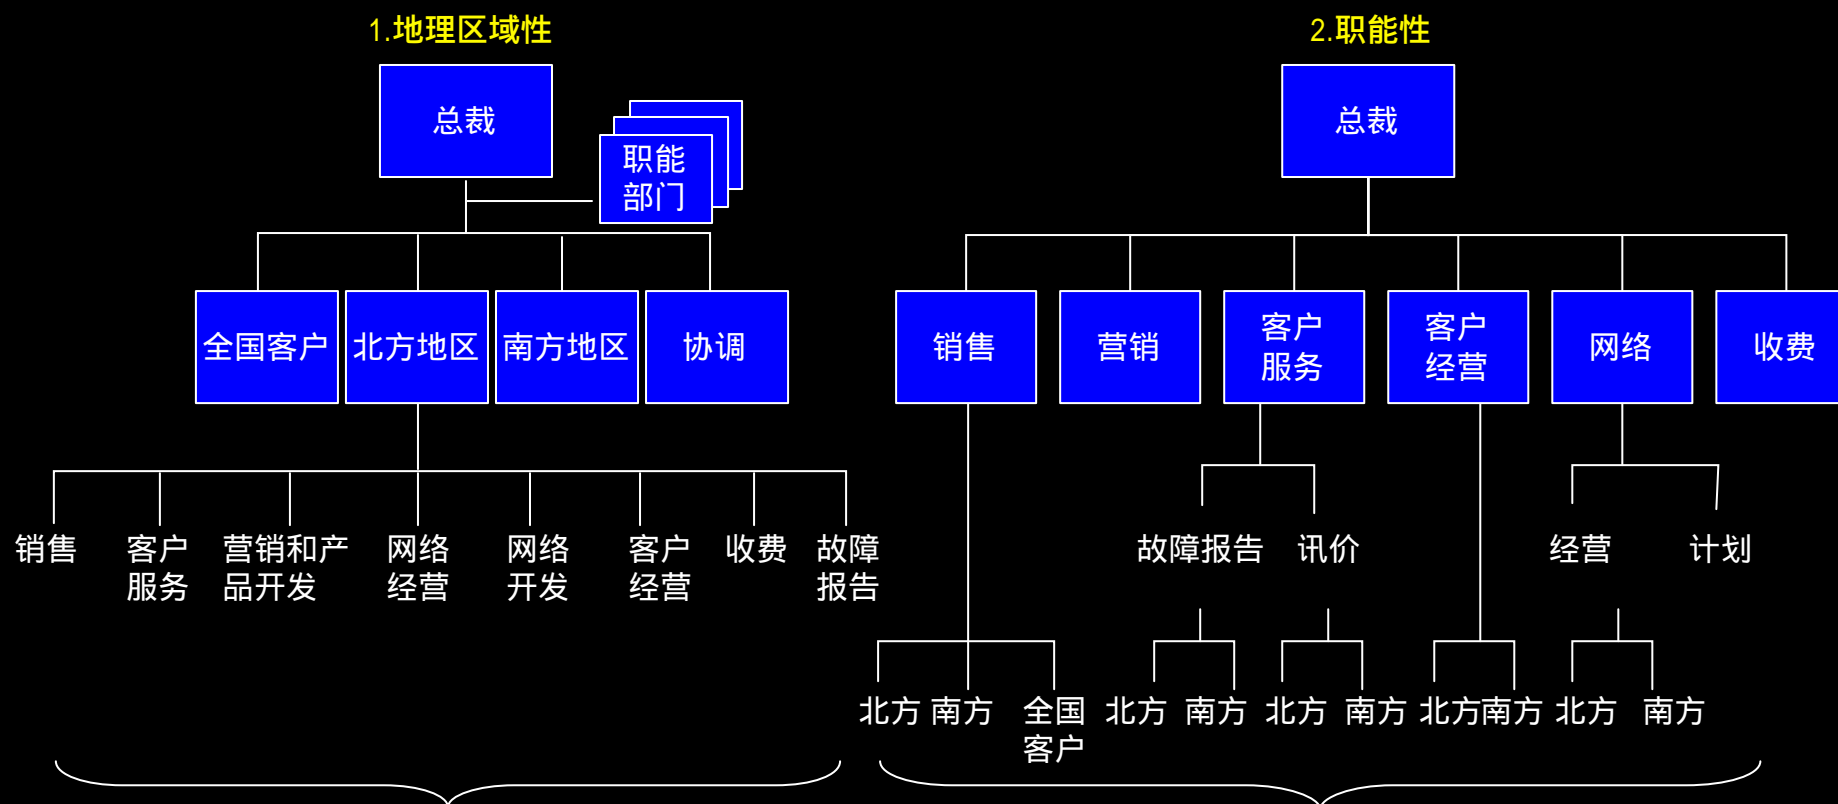 1.地理区域性
总裁
职能
部门
全国客户
北方地区
南方地区
协调
销售
客户
服务
营销和产
品开发
网络
经营
网络
开发
客户
经营
收费
故障
报告
2.职能性
总裁
销售
营销
客户
服务
客户
经营
网络
收费
故障报告
讯价
经营
计划
北方
南方
全国
客户
北方
南方
北方
南方
北方
南方
北方
南方